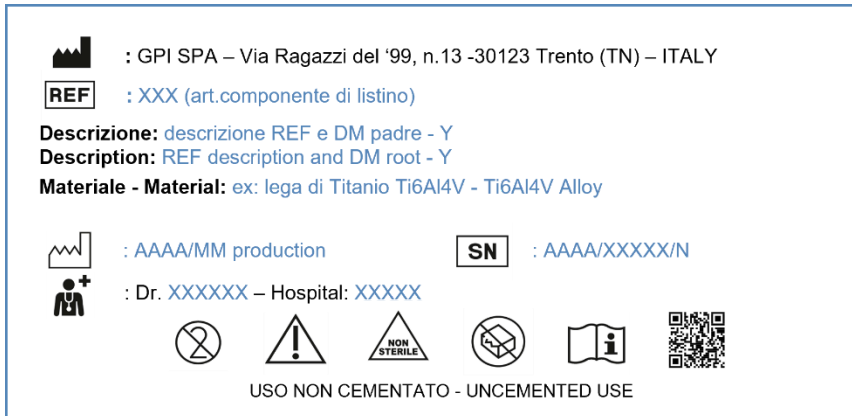 : GPI SPA – Via Ragazzi del ‘99, n.13 -30123 Trento (TN) – ITALY
REF : XXX (art.componente di listino)
Descrizione: descrizione REF e DM padre - Y
Description: REF description and DM root - Y
Materiale - Material: ex: lega di Titanio Ti6Al4V - Ti6Al4V Alloy
: AAAA/MM production SN : AAAA/XXXXX/N
: Dr. XXXXXX – Hospital: XXXXX
2 NON STERILE
USO NON CEMENTATO - UNCEMENTED USE